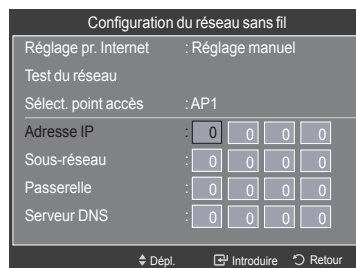 Configuration du réseau sans fil
Réglage pr. Internet : Réglage manuel
Test du réseau
Sélect. point accès : AP1
Adresse IP : 0 0 0 0
Sous-réseau : 0 0 0 0
Passerelle : 0 0 0 0
Serveur DNS : 0 0 0 0
Dépl. Introduire Retour